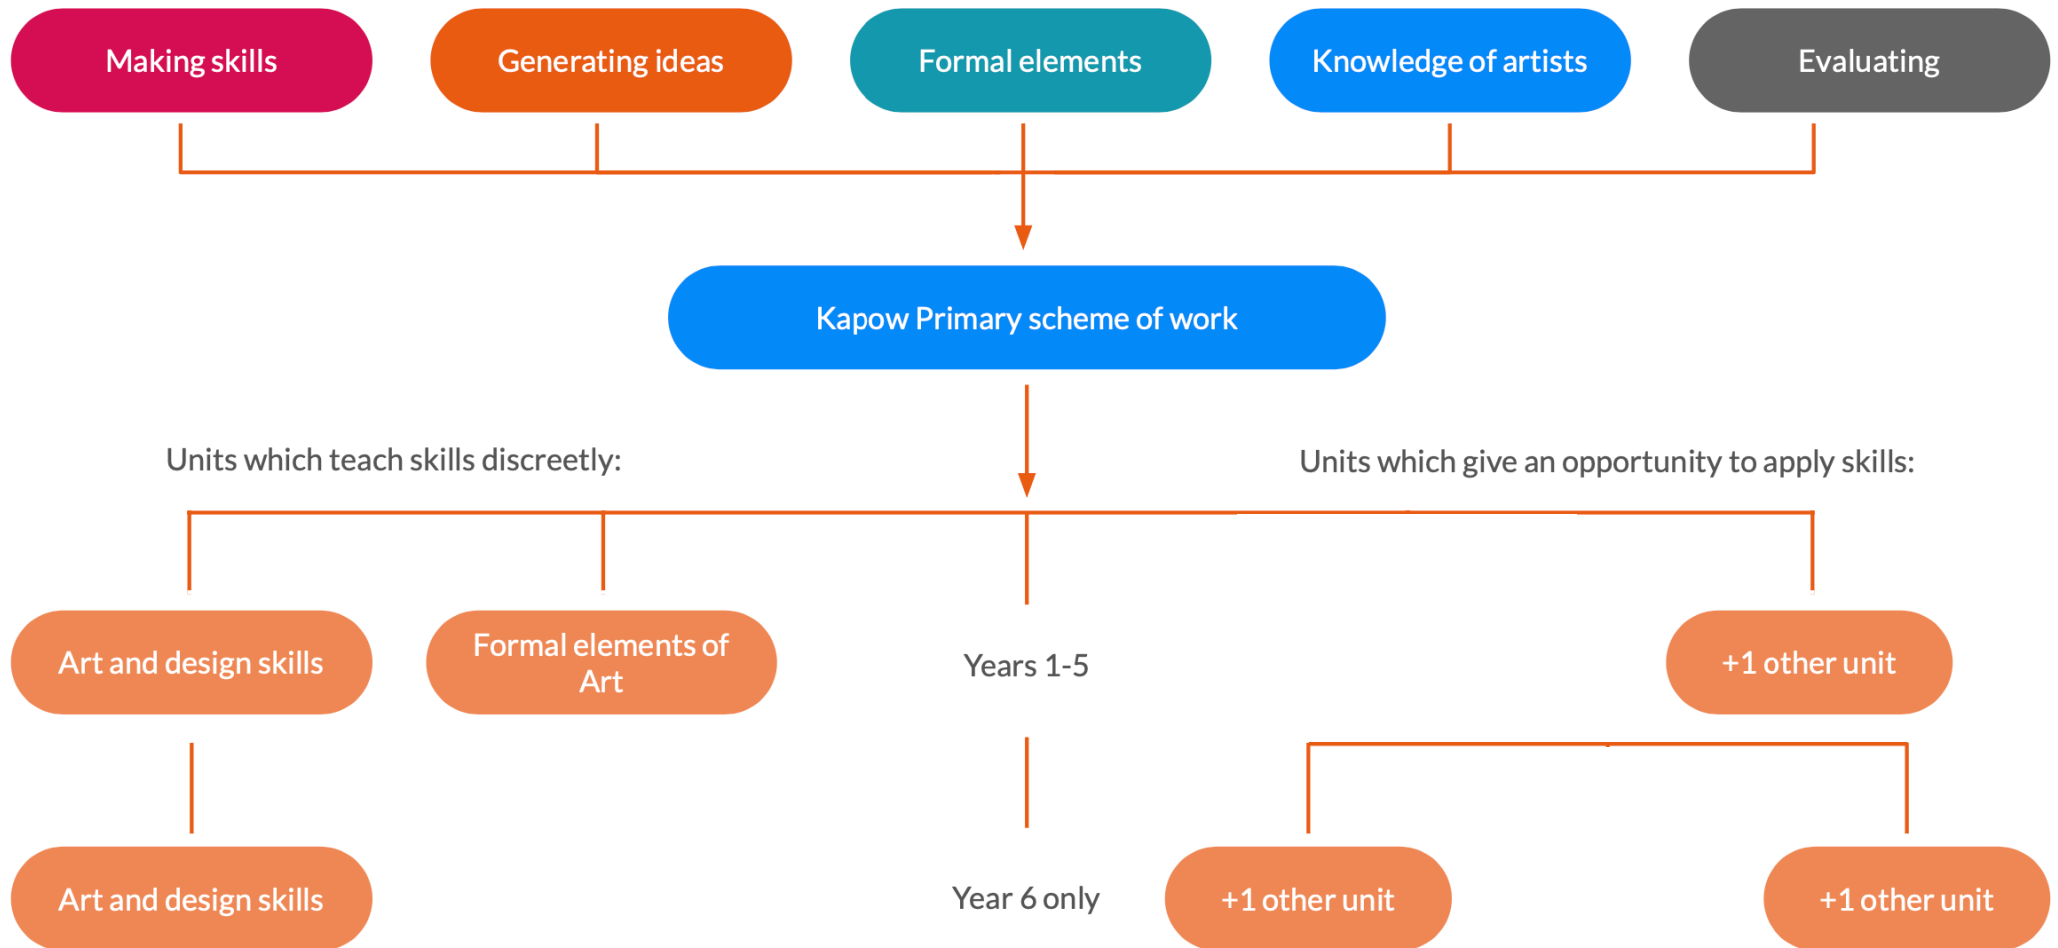 Making skills
Generating ideas
Formal elements
Knowledge of artists
Evaluating
Kapow Primary scheme of work
Units which teach skills discreetly:
Units which give an opportunity to apply skills:
Art and design skills
Formal elements of
Art
Years 1-5
+1 other unit
Art and design skills
Year 6 only
+1 other unit
+1 other unit